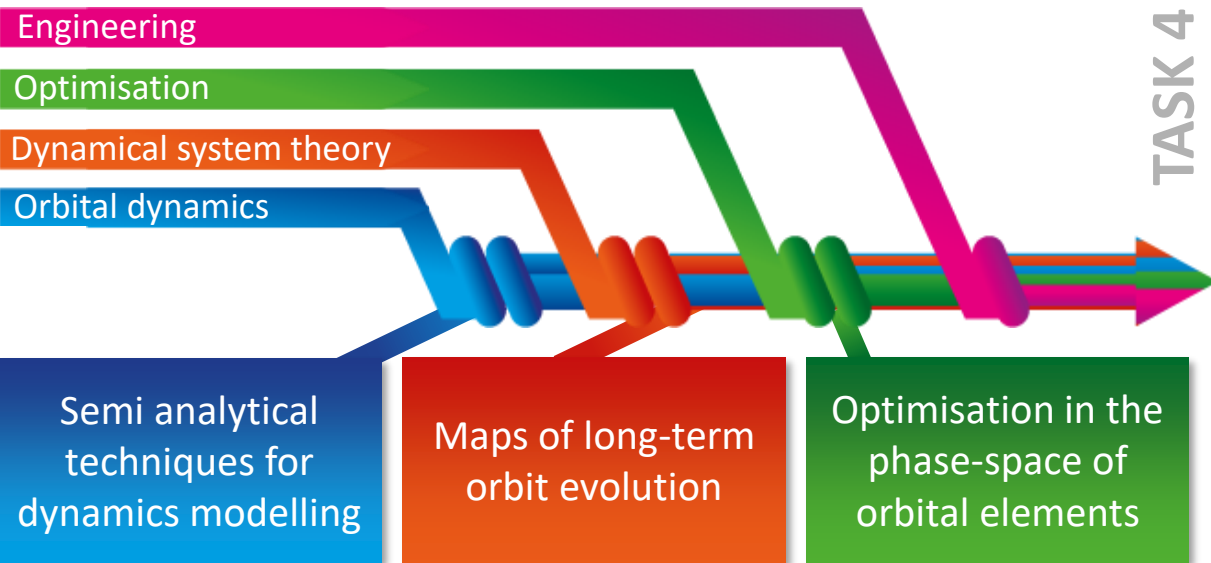 Engineering
Optimisation
Dynamical system theory
Orbital dynamics
TASK 4
Semi analytical
techniques for
dynamics modelling
Maps of long-term
orbit evolution
Optimisation in the
phase-space of
orbital elements